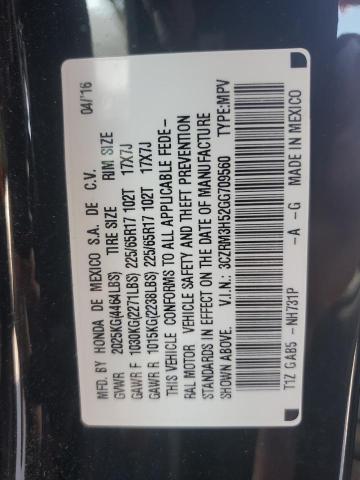 MFD. BY HONDA DE MEXICO S.A. DE C.V. 04/'16
GVWR 2025KG(4464LBS) TIRE SIZE RIM SIZE
GAWR F 1030KG(2271LBS) 225/65R17 102T 17X7J
GAWR R 1015KG(2238LBS) 225/65R17 102T 17X7J
THIS VEHICLE CONFORMS TO ALL APPLICABLE FEDE-
RAL MOTOR VEHICLE SAFETY AND THEFT PREVENTION
STANDARDS IN EFFECT ON THE DATE OF MANUFACTURE
SHOWN ABOVE. V.I.N.: 3CZRM3H52GG709560 TYPE:MPV
T1Z GAB5 -NH731P -A -G MADE IN MEXICO